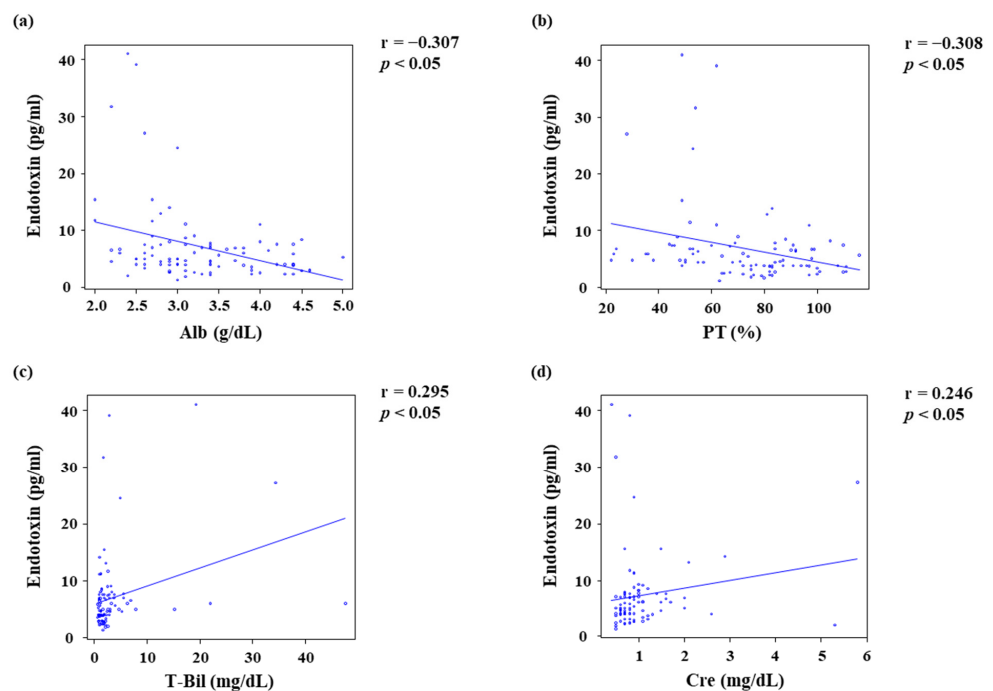 (a)
r = −0.307
p < 0.05
Endotoxin (pg/ml)
40
30
20
10
0
2.0 2.5 3.0 3.5 4.0 4.5 5.0
Alb (g/dL)
(b)
r = −0.308
p < 0.05
Endotoxin (pg/ml)
40
30
20
10
0
20 40 60 80 100
PT (%)
(c)
r = 0.295
p < 0.05
Endotoxin (pg/ml)
40
30
20
10
0
0 10 20 30 40
T-Bil (mg/dL)
(d)
r = 0.246
p < 0.05
Endotoxin (pg/ml)
40
30
20
10
0
1 2 3 4 5 6
Cre (mg/dL)